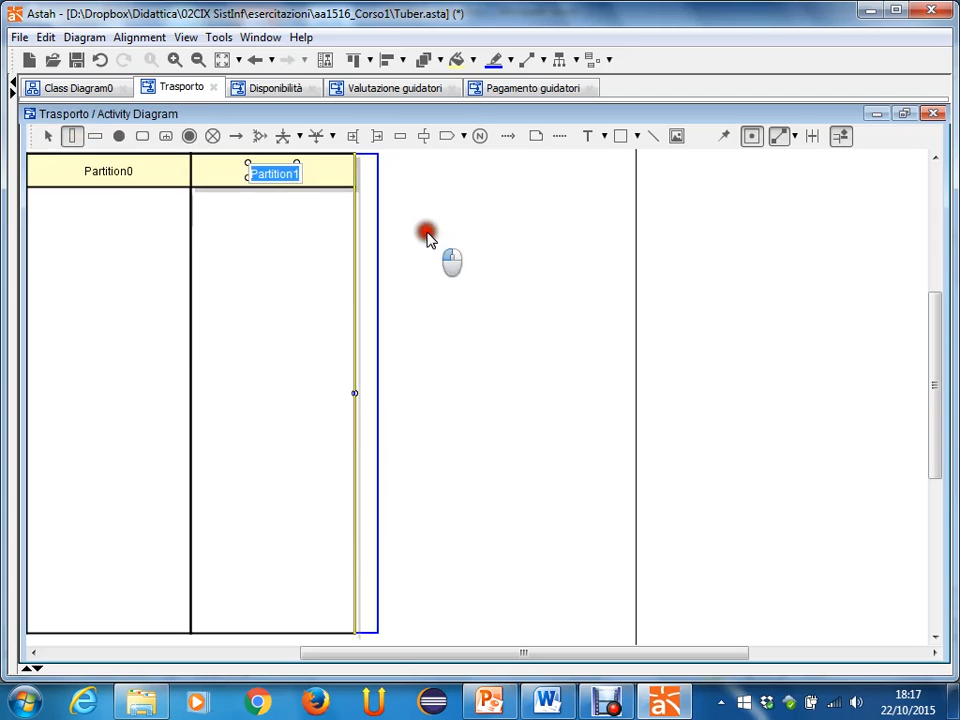 Astah - [D:\Dropbox\Didattica\02CIX SistInf\esercitazioni\aa1516_Corso1\Tuber.asta] (*)
File Edit Diagram Alignment View Tools Window Help
Class Diagram0 Trasporto Disponibilità Valutazione guidatori Pagamento guidatori
Trasporto / Activity Diagram
N T
Partition0 Partition1
18:17
22/10/2015